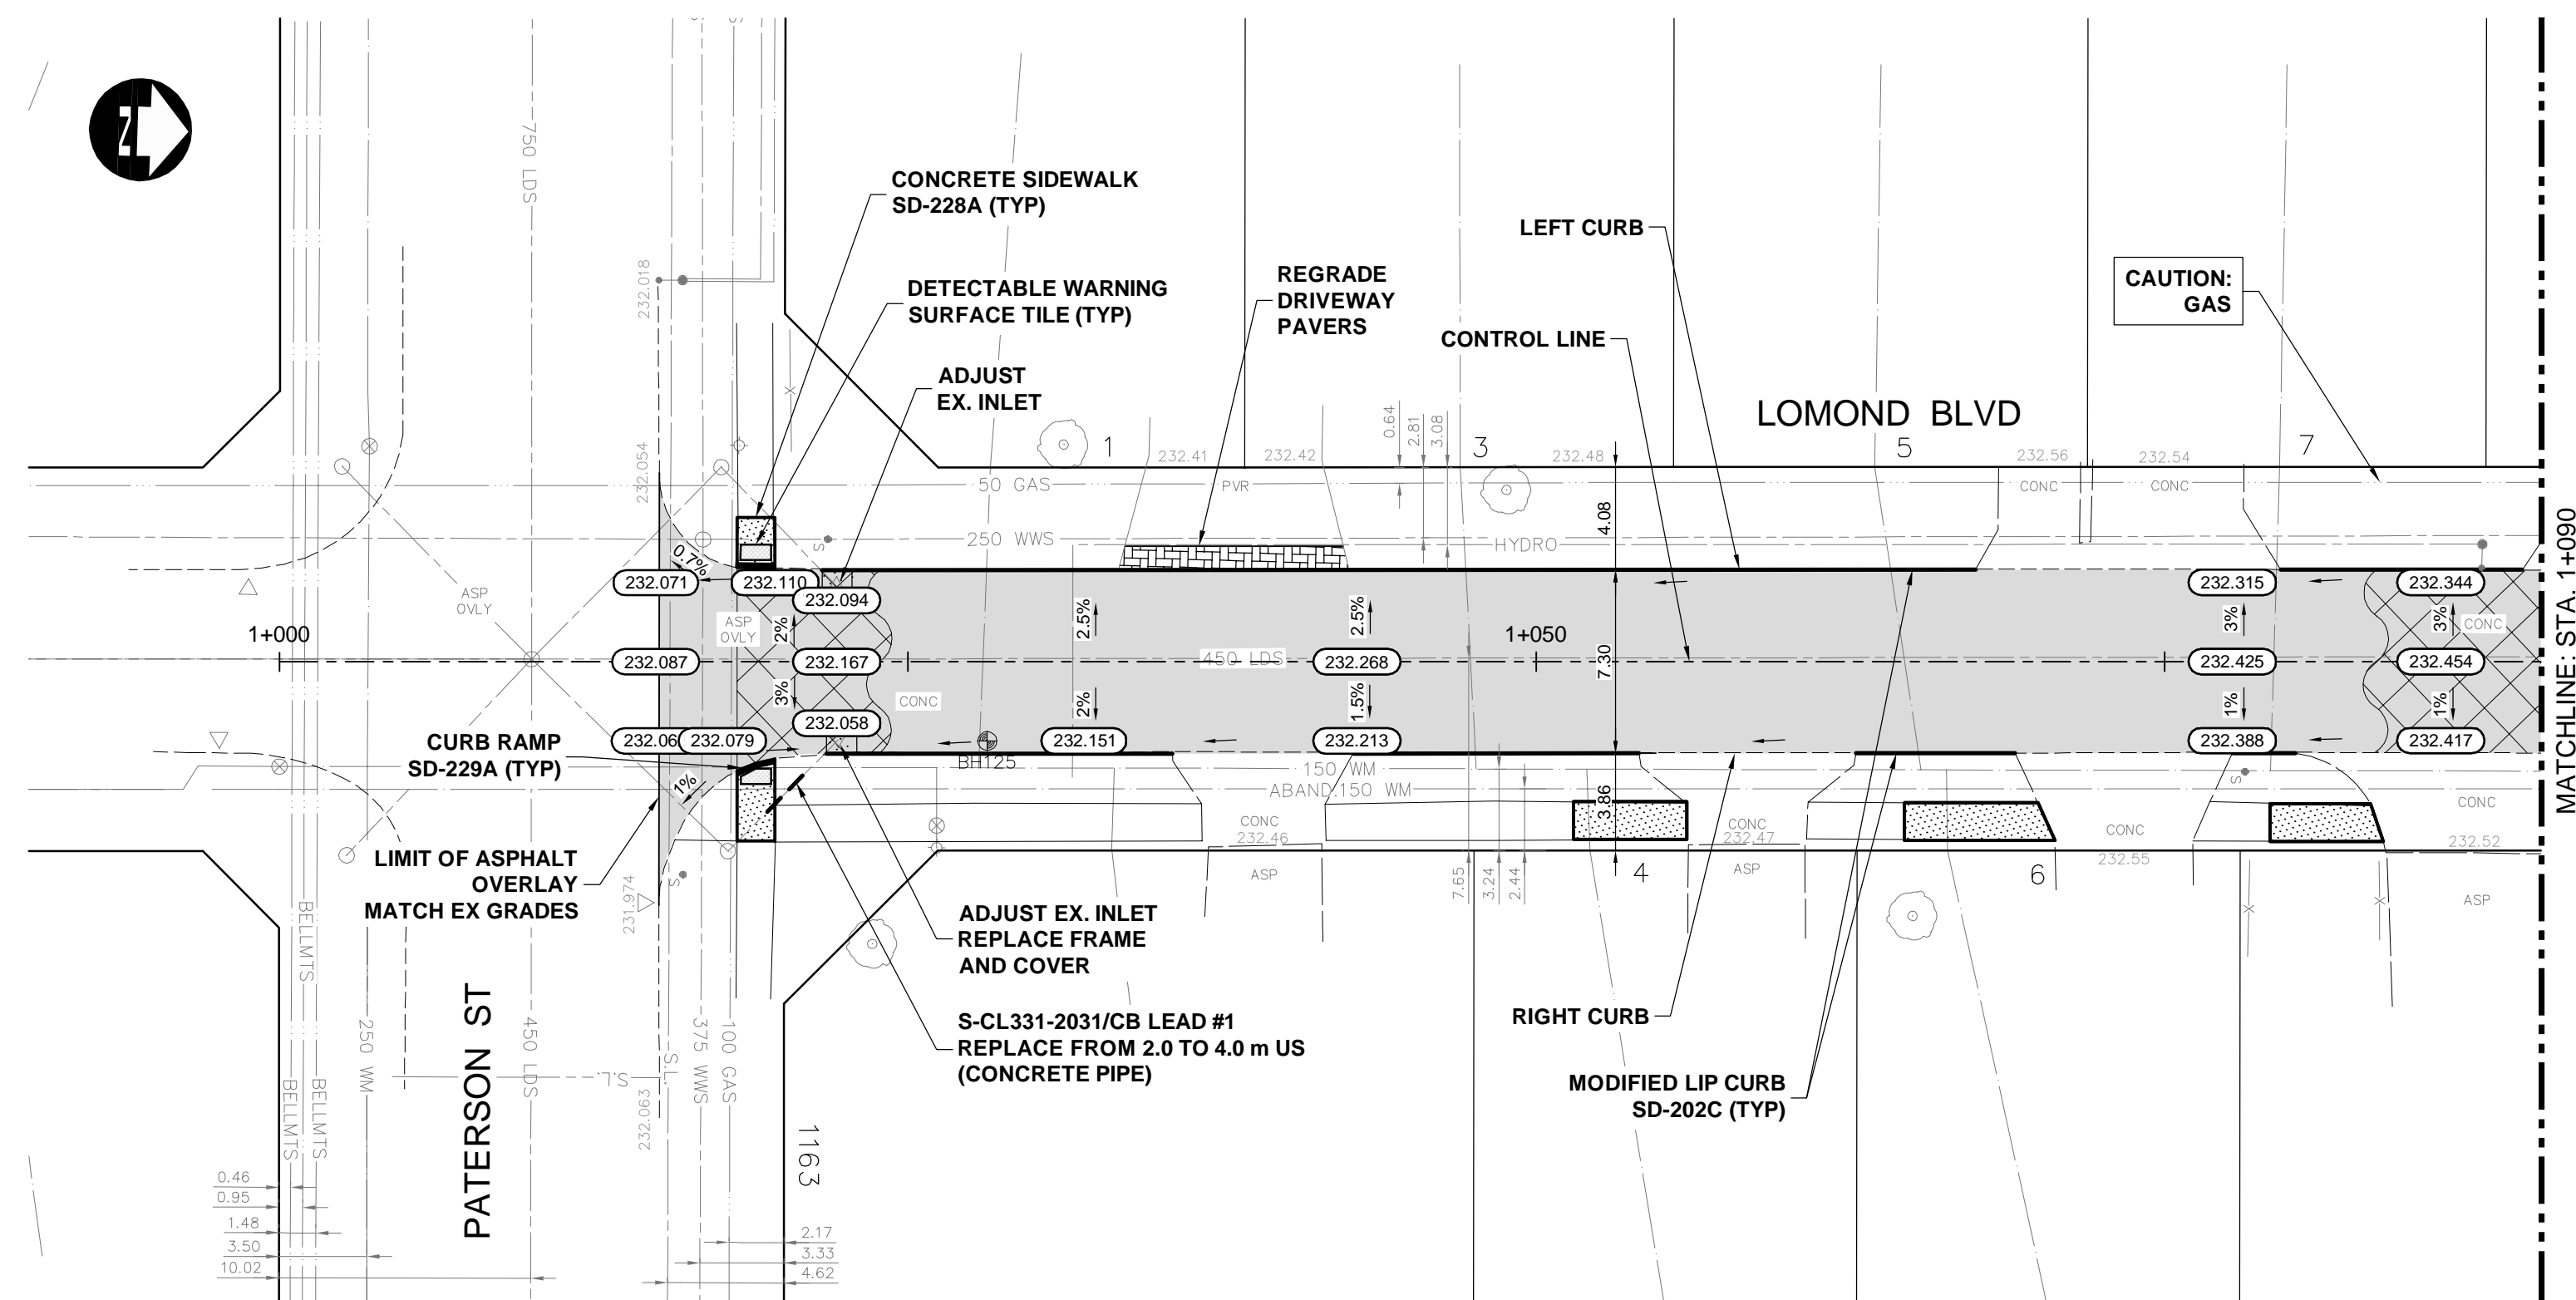 N
CONCRETE SIDEWALK
SD-228A (TYP)
DETECTABLE WARNING
SURFACE TILE (TYP)
ADJUST
EX. INLET
REGRADE
DRIVEWAY
PAVERS
LEFT CURB
CONTROL LINE
CAUTION:
GAS
LOMOND BLVD
750 LDS
232.018
232.054
1
3
5
7
232.41
232.42
0.64
2.81
3.08
232.48
232.56
232.54
50 GAS
PVR
CONC
CONC
250 WWS
HYDRO
4.08
S
0.7%
232.071
232.110
232.094
232.315
232.344
ASP
OVLY
ASP
OVLY
2%
2.5%
2.5%
3%
3%
CONC
1+000
1+050
232.087
232.167
450 LDS
232.268
7.30
232.425
232.454
3%
CONC
2%
1.5%
1%
1%
232.058
232.079
232.151
232.213
232.388
232.417
BH125
CURB RAMP
SD-229A (TYP)
1%
150 WM
ABAND.150 WM
3.86
S
CONC
CONC
232.46
CONC
232.47
CONC
232.55
232.52
ASP
ASP
ASP
4
6
7.65
3.24
2.44
LIMIT OF ASPHALT
OVERLAY
MATCH EX GRADES
S
231.974
ADJUST EX. INLET
REPLACE FRAME
AND COVER
S-CL331-2031/CB LEAD #1
REPLACE FROM 2.0 TO 4.0 m US
(CONCRETE PIPE)
RIGHT CURB
MODIFIED LIP CURB
SD-202C (TYP)
MATCHLINE: STA. 1+090
BELLMTS
BELLMTS
BELLMTS
250 WM
PATERSON ST
450 LDS
S.L.
S.L.
375 WWS
100 GAS
232.063
1163
0.46
0.95
1.48
3.50
10.02
2.17
3.33
4.62